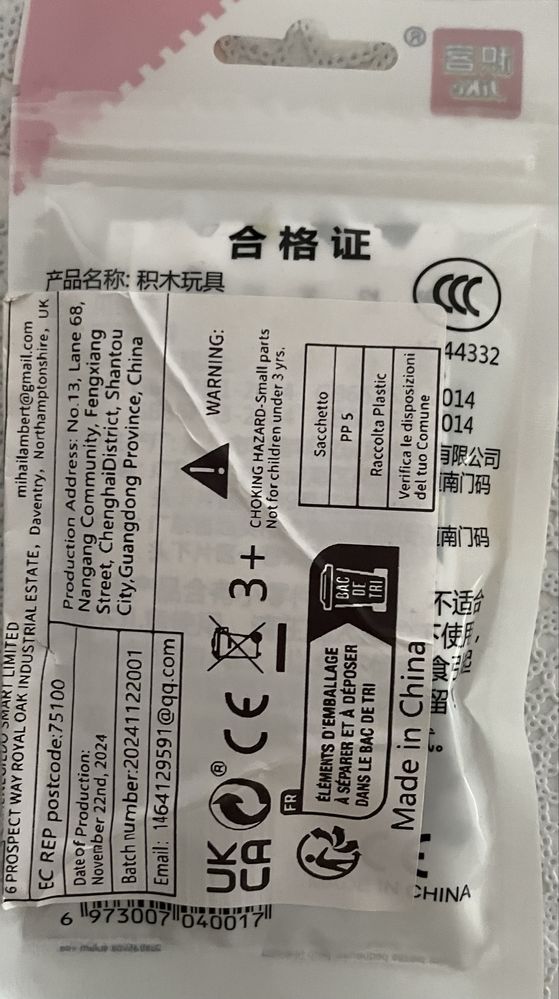 ®
合格证
产品名称: 积木玩具
CCC
44332
014
014
有限公司
南门码
南门码
不适合
使用,
CHINA
6 973007 040017
SMART LIMITED
6 PROSPECT WAY ROYAL OAK INDUSTRIAL ESTATE, Daventry, Northamptonshire, UK
mihailambert@gmail.com
EC REP postcode:75100
Date of Production:
November 22nd, 2024
Batch number:20241122001
Email: 1464129591@qq.com
Production Address: No.13, Lane 68,
Nangang Community, Fengxiang
Street, ChenghaiDistrict, Shantou
City,Guangdong Province, China
UK
CA
®
CE
3+
WARNING:
CHOKING HAZARD-Small parts
Not for children under 3 yrs.
FR
ÉLÉMENTS D'EMBALLAGE
À SÉPARER ET À DÉPOSER
DANS LE BAC DE TRI
BAC
DE
TRI
Sacchetto
PP 5
Raccolta Plastic
Verifica le disposizioni
del tuo Comune
Made in China